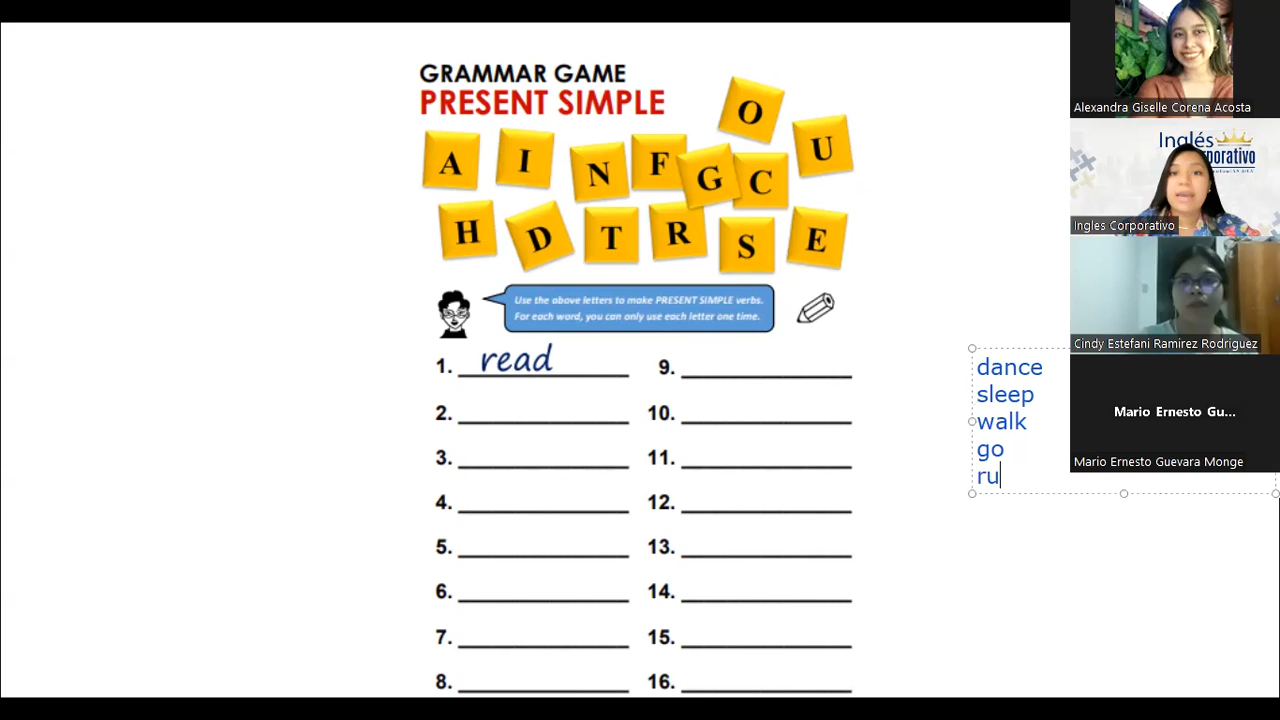 GRAMMAR GAME
PRESENT SIMPLE
O
A I N F G C U
H D T R S E
Use the above letters to make PRESENT SIMPLE verbs.
For each word, you can only use each letter one time.
1. read
2.
3.
4.
5.
6.
7.
8.
9.
10.
11.
12.
13.
14.
15.
16.
dance
sleep
walk
go
ru
Alexandra Giselle Corena Acosta
Inglés
Corporativo
Ingles Corporativo
Cindy Estefani Ramirez Rodriguez
Mario Ernesto Gu...
Mario Ernesto Guevara Monge